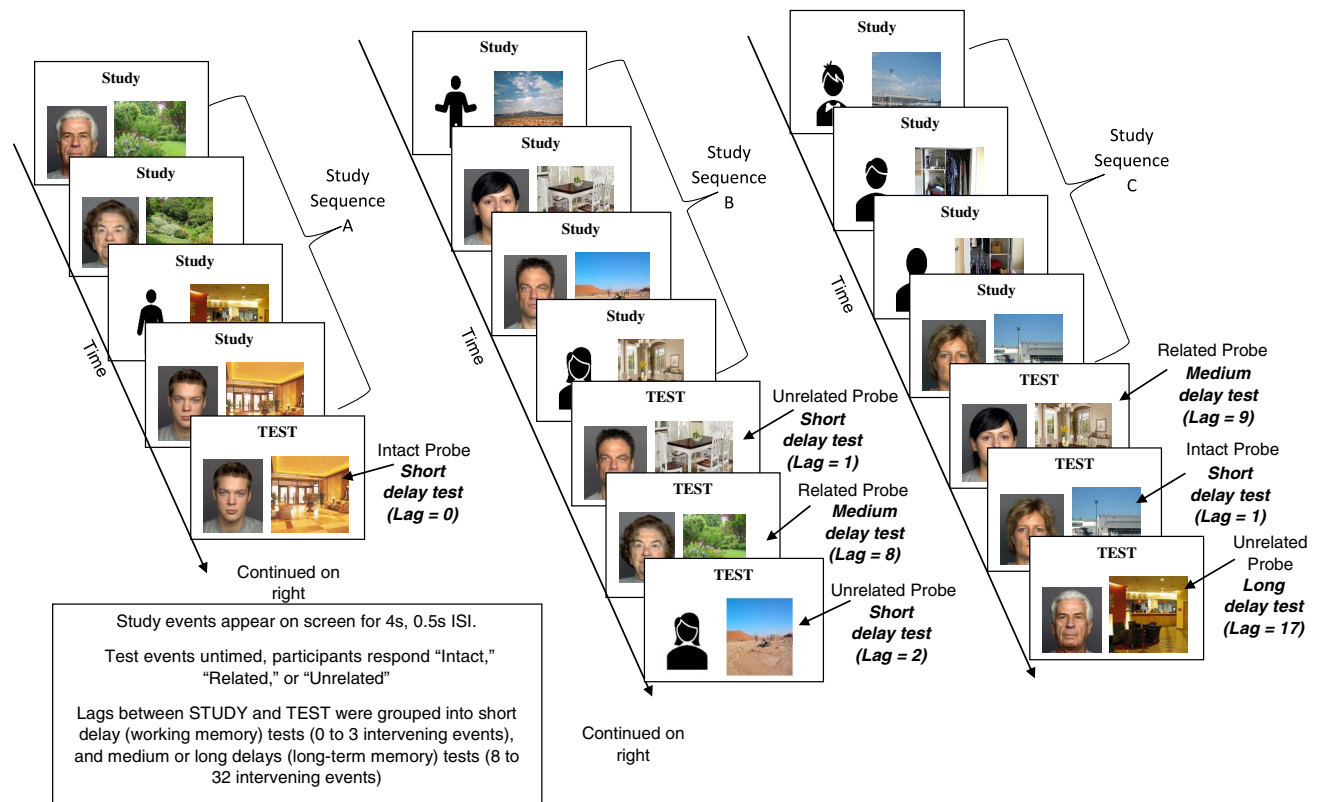 Study
Study
Study
Study
TEST
Study
Sequence
A
Time
Intact Probe
Short
delay test
(Lag = 0)
Continued on
right
Study events appear on screen for 4s, 0.5s ISI.
Test events untimed, participants respond “Intact,”
“Related,” or “Unrelated”
Lags between STUDY and TEST were grouped into short
delay (working memory) tests (0 to 3 intervening events),
and medium or long delays (long-term memory) tests (8 to
32 intervening events)
Study
Study
Study
Study
TEST
TEST
TEST
Study
Sequence
B
Time
Unrelated Probe
Short
delay test
(Lag = 1)
Related Probe
Medium
delay test
(Lag = 8)
Unrelated Probe
Short
delay test
(Lag = 2)
Continued on
right
Study
Study
Study
Study
TEST
TEST
TEST
Study
Sequence
C
Time
Related Probe
Medium
delay test
(Lag = 9)
Intact Probe
Short
delay test
(Lag = 1)
Unrelated
Probe
Long
delay test
(Lag = 17)